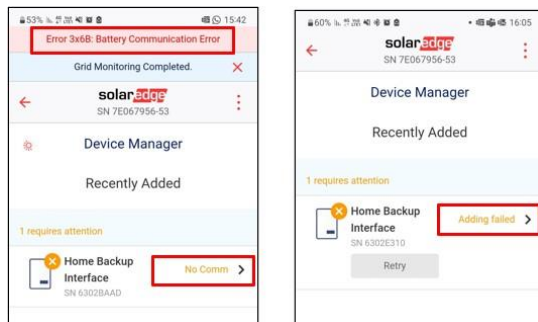 53%
15:42
Error 3x6B: Battery Communication Error
Grid Monitoring Completed.
solaredge
SN 7E067956-53
Device Manager
Recently Added
1 requires attention
Home Backup
Interface
No Comm
SN 6302BAAD
60%
16:05
solaredge
SN 7E067956-53
Device Manager
Recently Added
1 requires attention
Home Backup
Interface
Adding failed
SN 6302E310
Retry